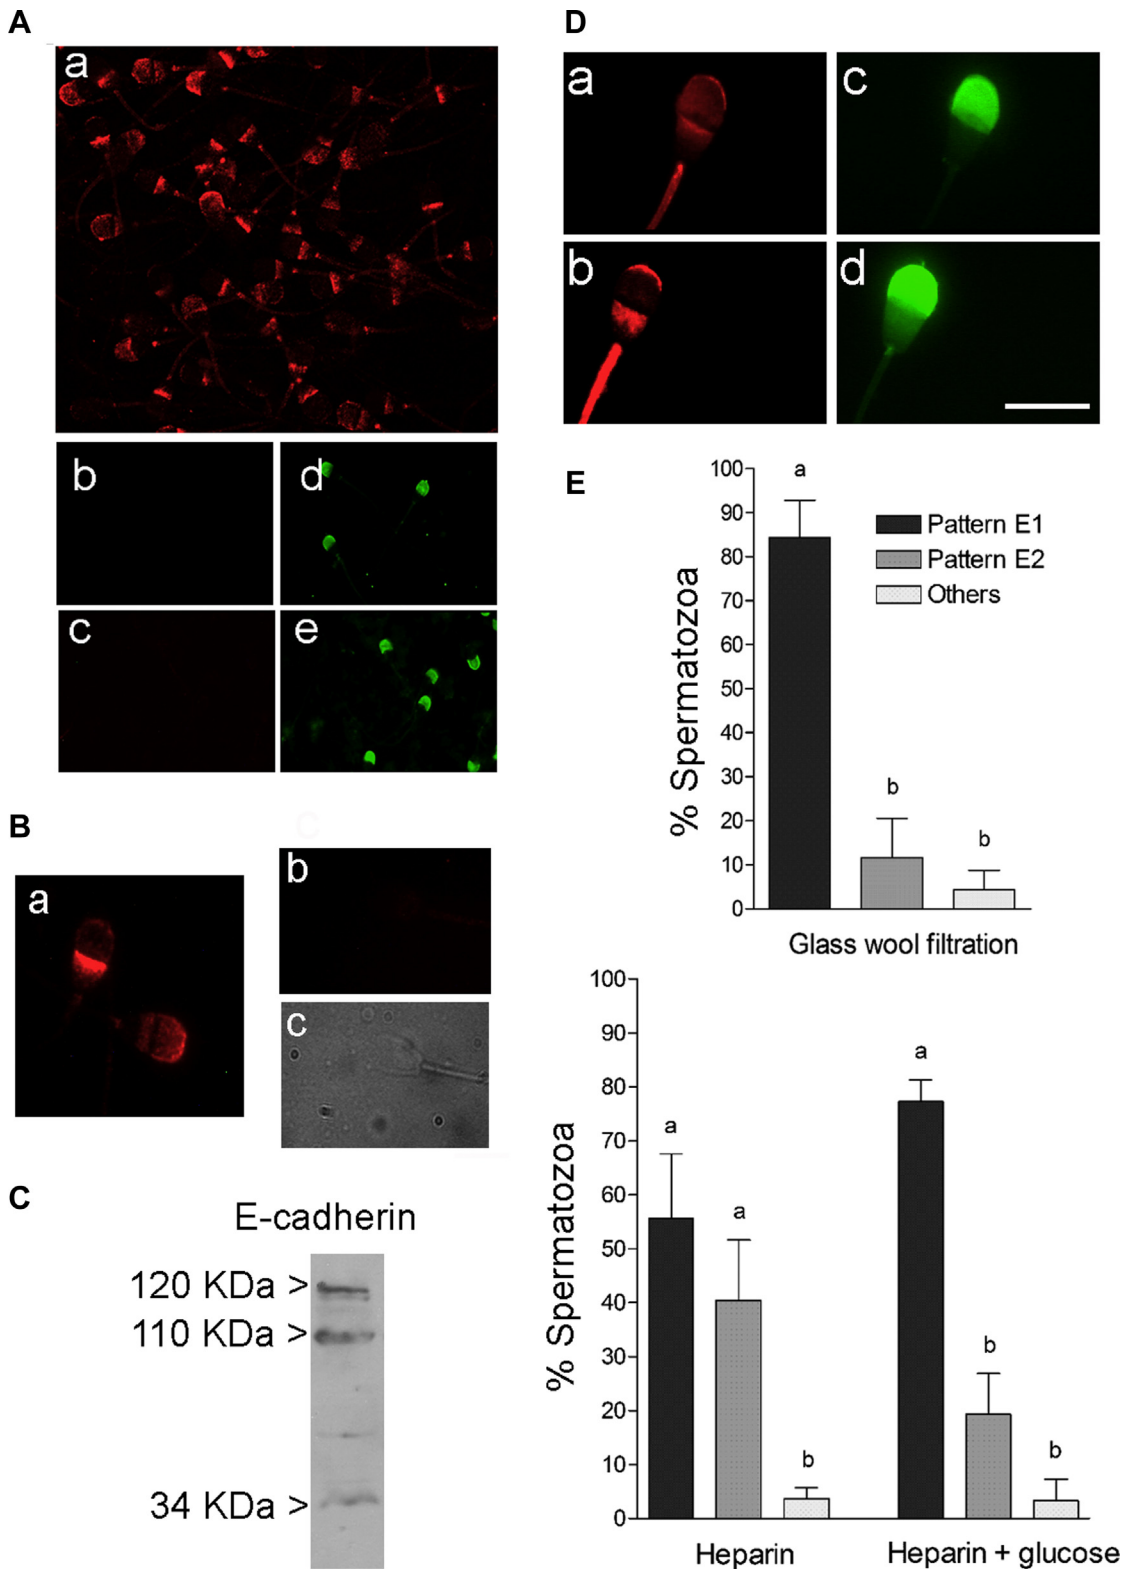 A
a
b
d
c
e
B
a
b
c
C
E-cadherin
120 KDa >
110 KDa >
34 KDa >
D
a
c
b
d
E
% Spermatozoa
100
90
80
70
60
50
40
30
20
10
0
a
b
b
Pattern E1
Pattern E2
Others
Glass wool filtration
% Spermatozoa
100
90
80
70
60
50
40
30
20
10
0
a
a
b
a
b
b
Heparin
Heparin + glucose